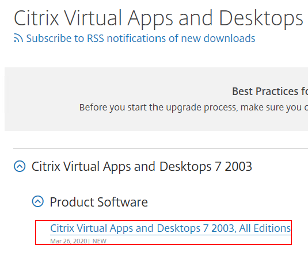 Citrix Virtual Apps and Desktops
Subscribe to RSS notifications of new downloads
Best Practices fo
Before you start the upgrade process, make sure you c
Citrix Virtual Apps and Desktops 7 2003
Product Software
Citrix Virtual Apps and Desktops 7 2003, All Editions
Mar 26, 2020 | NEW